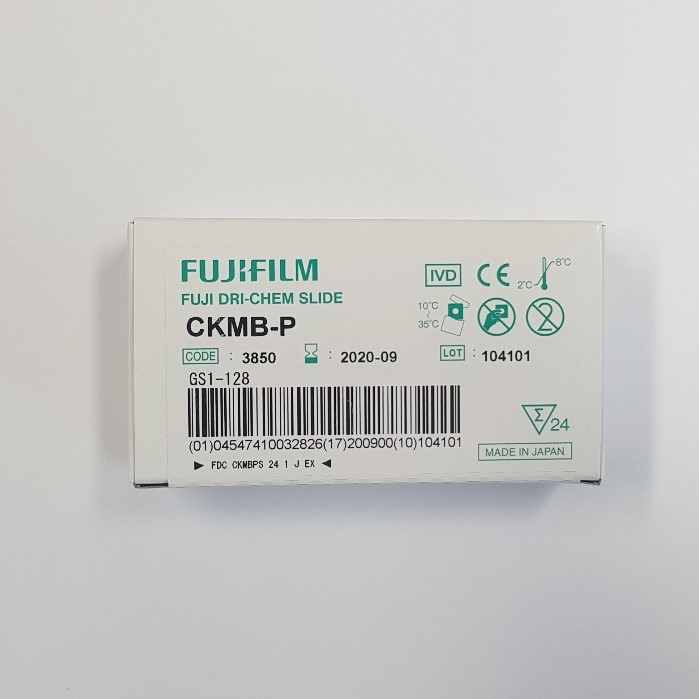 FUJIFILM
FUJI DRI-CHEM SLIDE
CKMB-P
IVD CE 2°C 8°C
10°C
~
35°C
2
CODE : 3850 : 2020-09 LOT : 104101
GS1-128
(01)04547410032826(17)200900(10)104101
► FDC CKMBPS 24 1 J EX ◄
Σ 24
MADE IN JAPAN